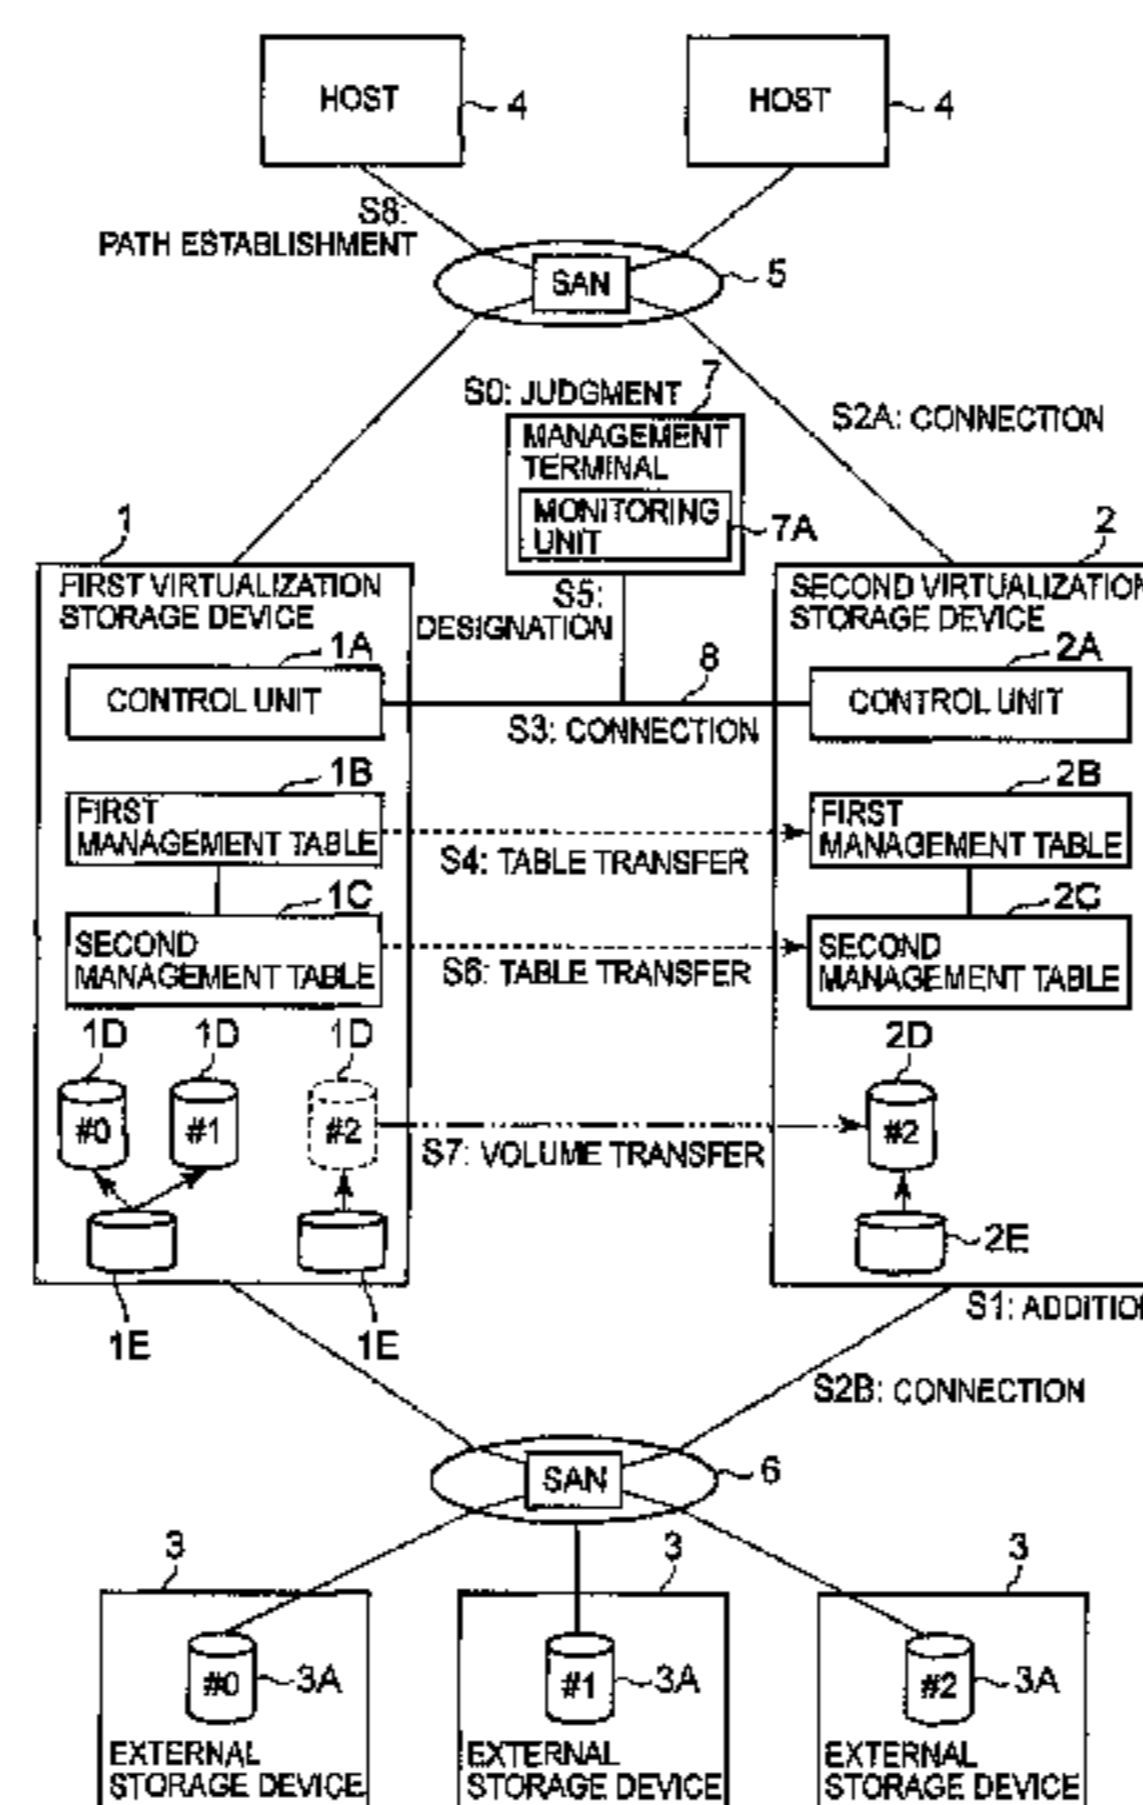 HOST
4
HOST
4
S8:
PATH ESTABLISHMENT
SAN
5
S0: JUDGMENT
7
MANAGEMENT
TERMINAL
MONITORING
UNIT
7A
S2A: CONNECTION
1
FIRST VIRTUALIZATION
STORAGE DEVICE
S5:
DESIGNATION
2
SECOND VIRTUALIZATION
STORAGE DEVICE
1A
CONTROL UNIT
8
S3: CONNECTION
2A
CONTROL UNIT
1B
FIRST
MANAGEMENT TABLE
S4: TABLE TRANSFER
2B
FIRST
MANAGEMENT TABLE
1C
SECOND
MANAGEMENT TABLE
S6: TABLE TRANSFER
2C
SECOND
MANAGEMENT TABLE
1D
1D
1D
2D
#0
#1
#2
S7: VOLUME TRANSFER
#2
2E
1E
1E
S1: ADDITION
S2B: CONNECTION
SAN
6
3
3
3
#0
3A
#1
3A
#2
3A
EXTERNAL
STORAGE DEVICE
EXTERNAL
STORAGE DEVICE
EXTERNAL
STORAGE DEVICE